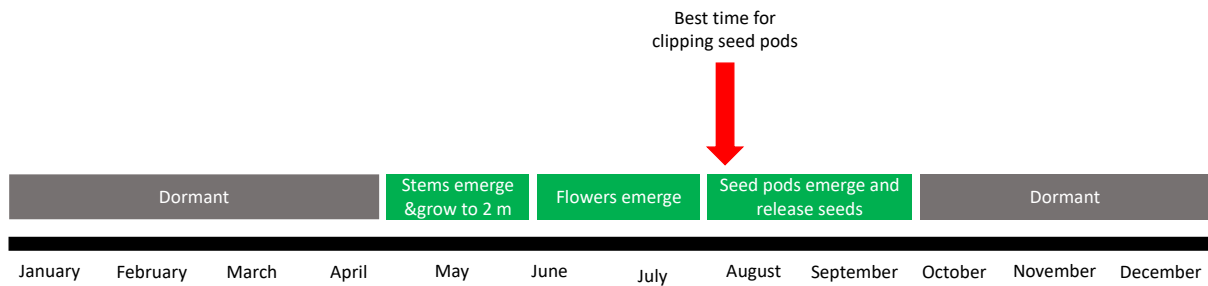 Best time for
clipping seed pods
Dormant
Stems emerge
&grow to 2 m
Flowers emerge
Seed pods emerge and
release seeds
Dormant
January February March April May June July August September October November December